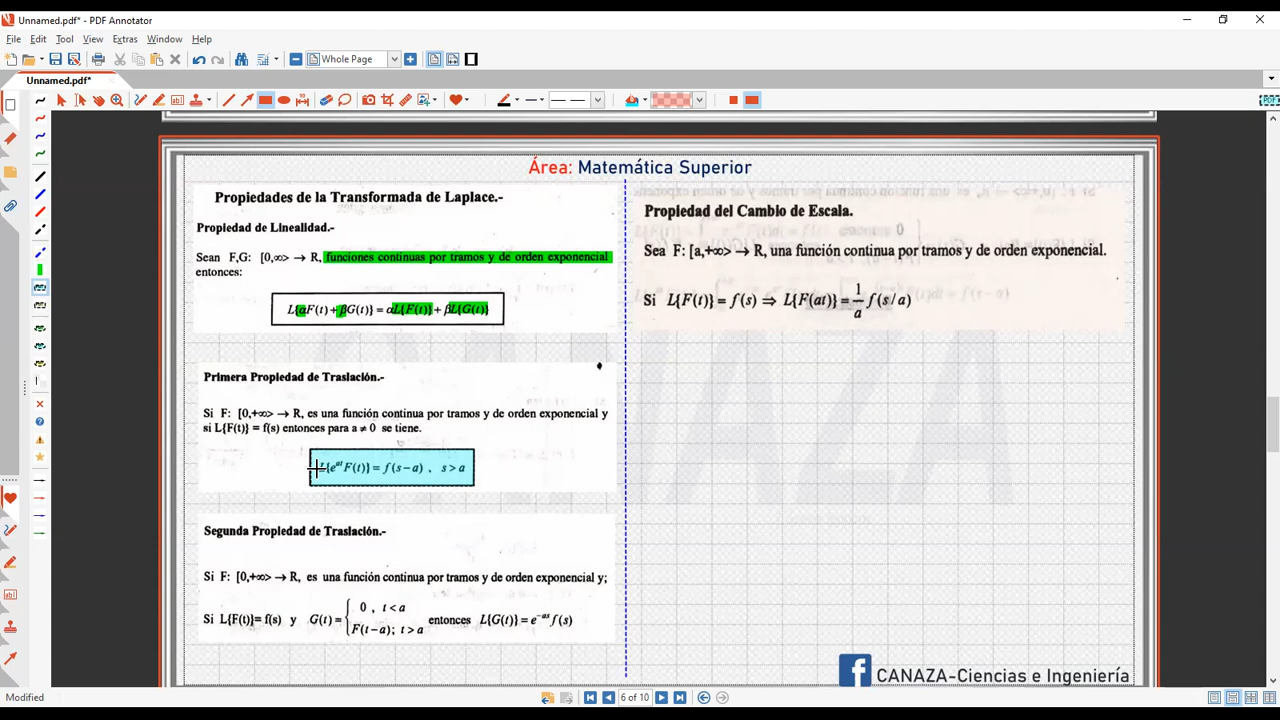 Unnamed.pdf* - PDF Annotator
File Edit Tool View Extras Window Help
Whole Page
Unnamed.pdf*
Área: Matemática Superior
Propiedades de la Transformada de Laplace.-
Propiedad de Linealidad.-
Sean F,G: [0,∞> → R, funciones continuas por tramos y de orden exponencial
entonces:
L{αF(t)+βG(t)} = αL{F(t)} + βL{G(t)}
Primera Propiedad de Traslación.-
Si F: [0,+∞> → R, es una función continua por tramos y de orden exponencial y
si L{F(t)} = f(s) entonces para a ≠ 0 se tiene.
L{e^{at}F(t)} = f(s−a) , s > a
Segunda Propiedad de Traslación.-
Si F: [0,+∞> → R, es una función continua por tramos y de orden exponencial y;
Si L{F(t)}= f(s) y G(t) = { 0 , t < a ; F(t−a); t > a entonces L{G(t)} = e^{−as} f(s)
Propiedad del Cambio de Escala.
Sea F: [a,+∞> → R, una función continua por tramos y de orden exponencial.
Si L{F(t)} = f(s) ⇒ L{F(at)} = 1/a f(s/a)
CANAZA-Ciencias e Ingeniería
Modified
6 of 10